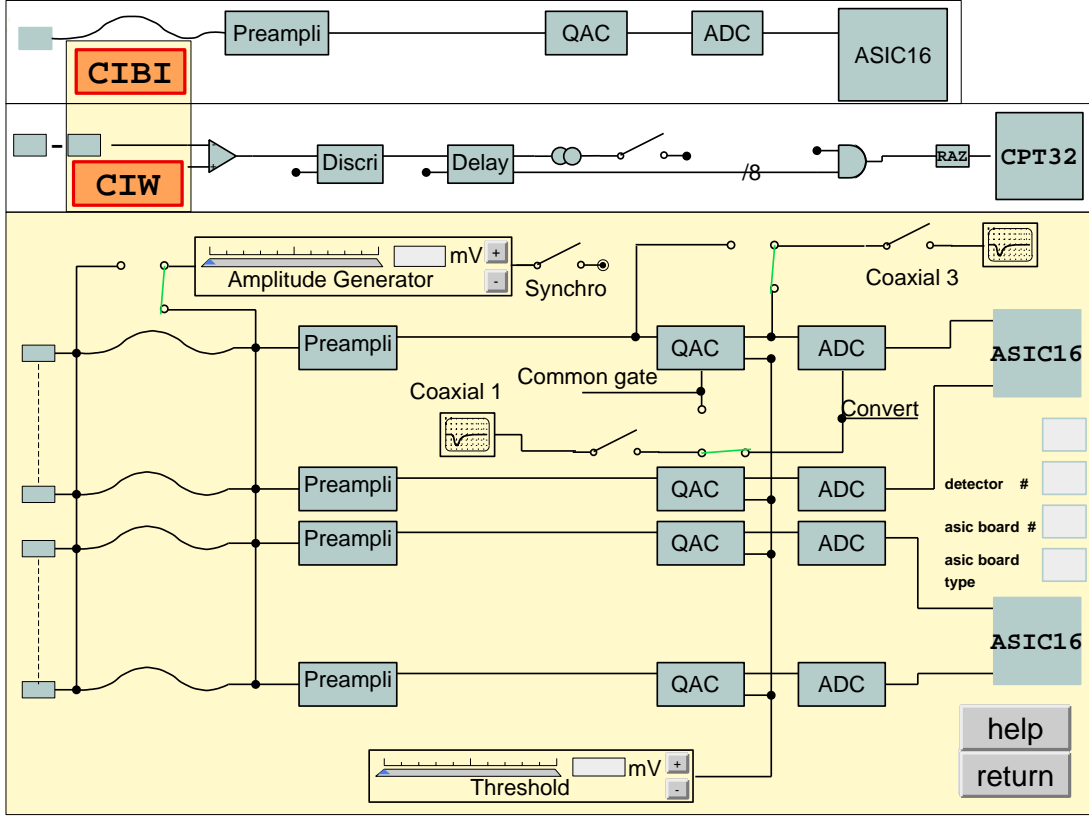 Preampli
QAC
ADC
ASIC16
CIBI
CIW
-
+
Discri
Delay
/8
RAZ
CPT32
mV
+
-
Amplitude Generator
Synchro
Coaxial 3
Preampli
QAC
ADC
ASIC16
Common gate
Coaxial 1
Convert
Preampli
QAC
ADC
detector #
Preampli
QAC
ADC
asic board #
asic board
type
ASIC16
Preampli
QAC
ADC
help
return
mV
+
-
Threshold